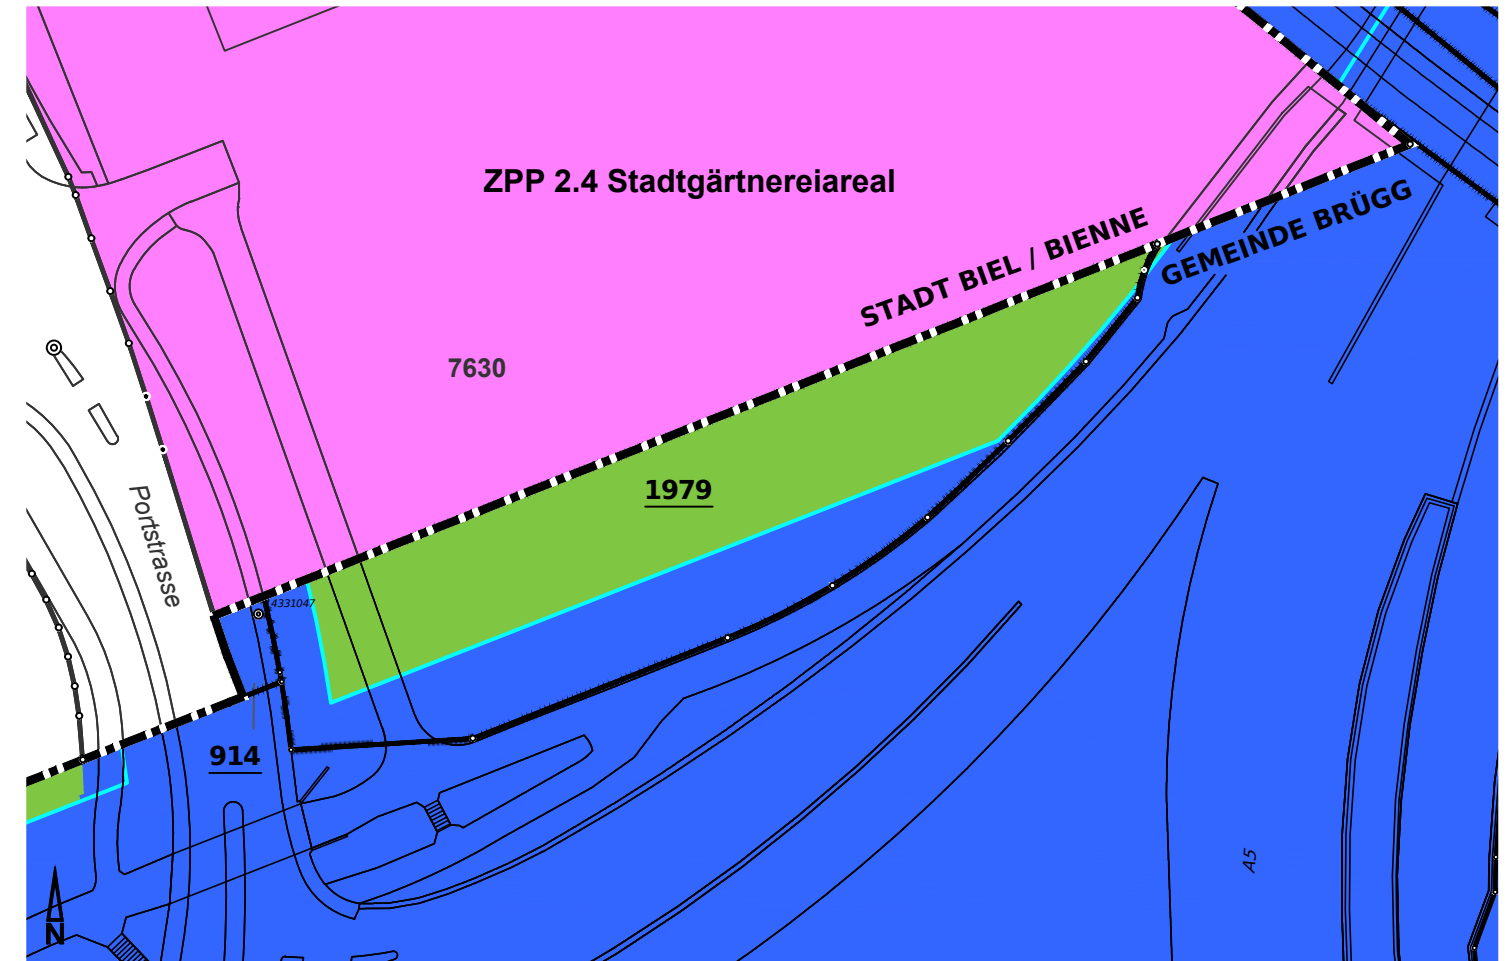 ZPP 2.4 Stadtgärtnereiareal
STADT BIEL / BIENNE
GEMEINDE BRÜGG
7630
1979
Portstrasse
4331047
914
A5
N